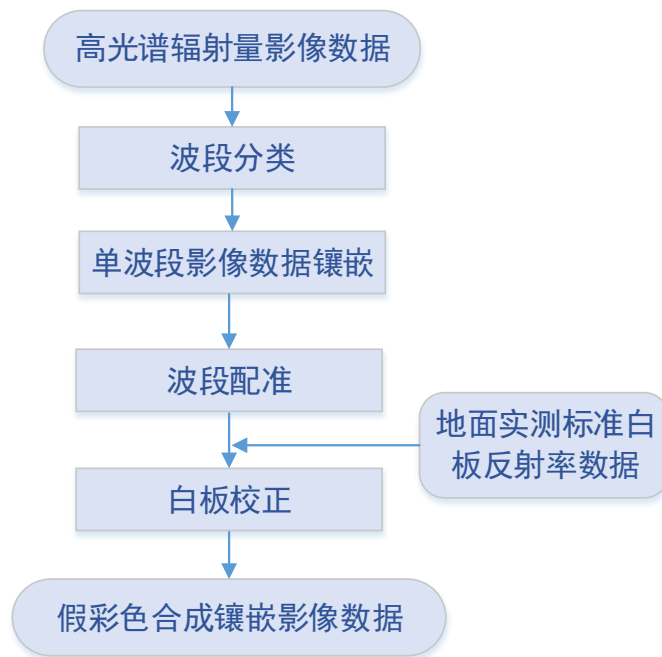 高光谱辐射量影像数据
波段分类
单波段影像数据镶嵌
波段配准
地面实测标准白
板反射率数据
白板校正
假彩色合成镶嵌影像数据